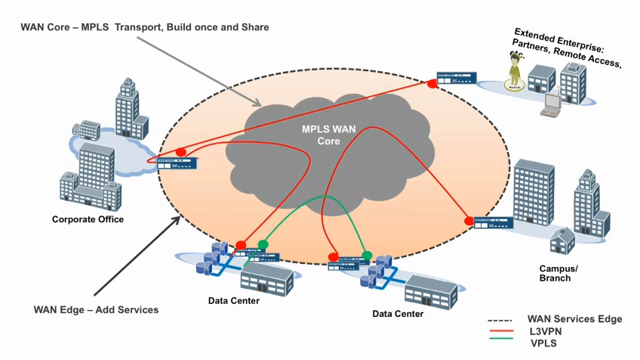 WAN Core – MPLS Transport, Build once and Share
Extended Enterprise:
Partners, Remote Access,
etc.
MPLS WAN
Core
Corporate Office
WAN Edge – Add Services
Data Center
Data Center
Campus/
Branch
WAN Services Edge
L3VPN
VPLS